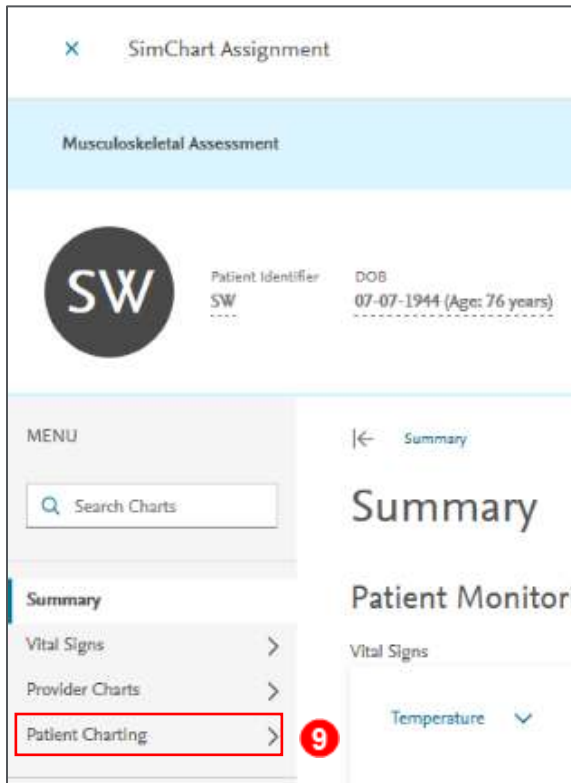 × SimChart Assignment
Musculoskeletal Assessment
SW
Patient Identifier
SW
DOB
07-07-1944 (Age: 76 years)
MENU
Search Charts
Summary
Vital Signs
Provider Charts
Patient Charting
9
Summary
Summary
Patient Monitor
Vital Signs
Temperature